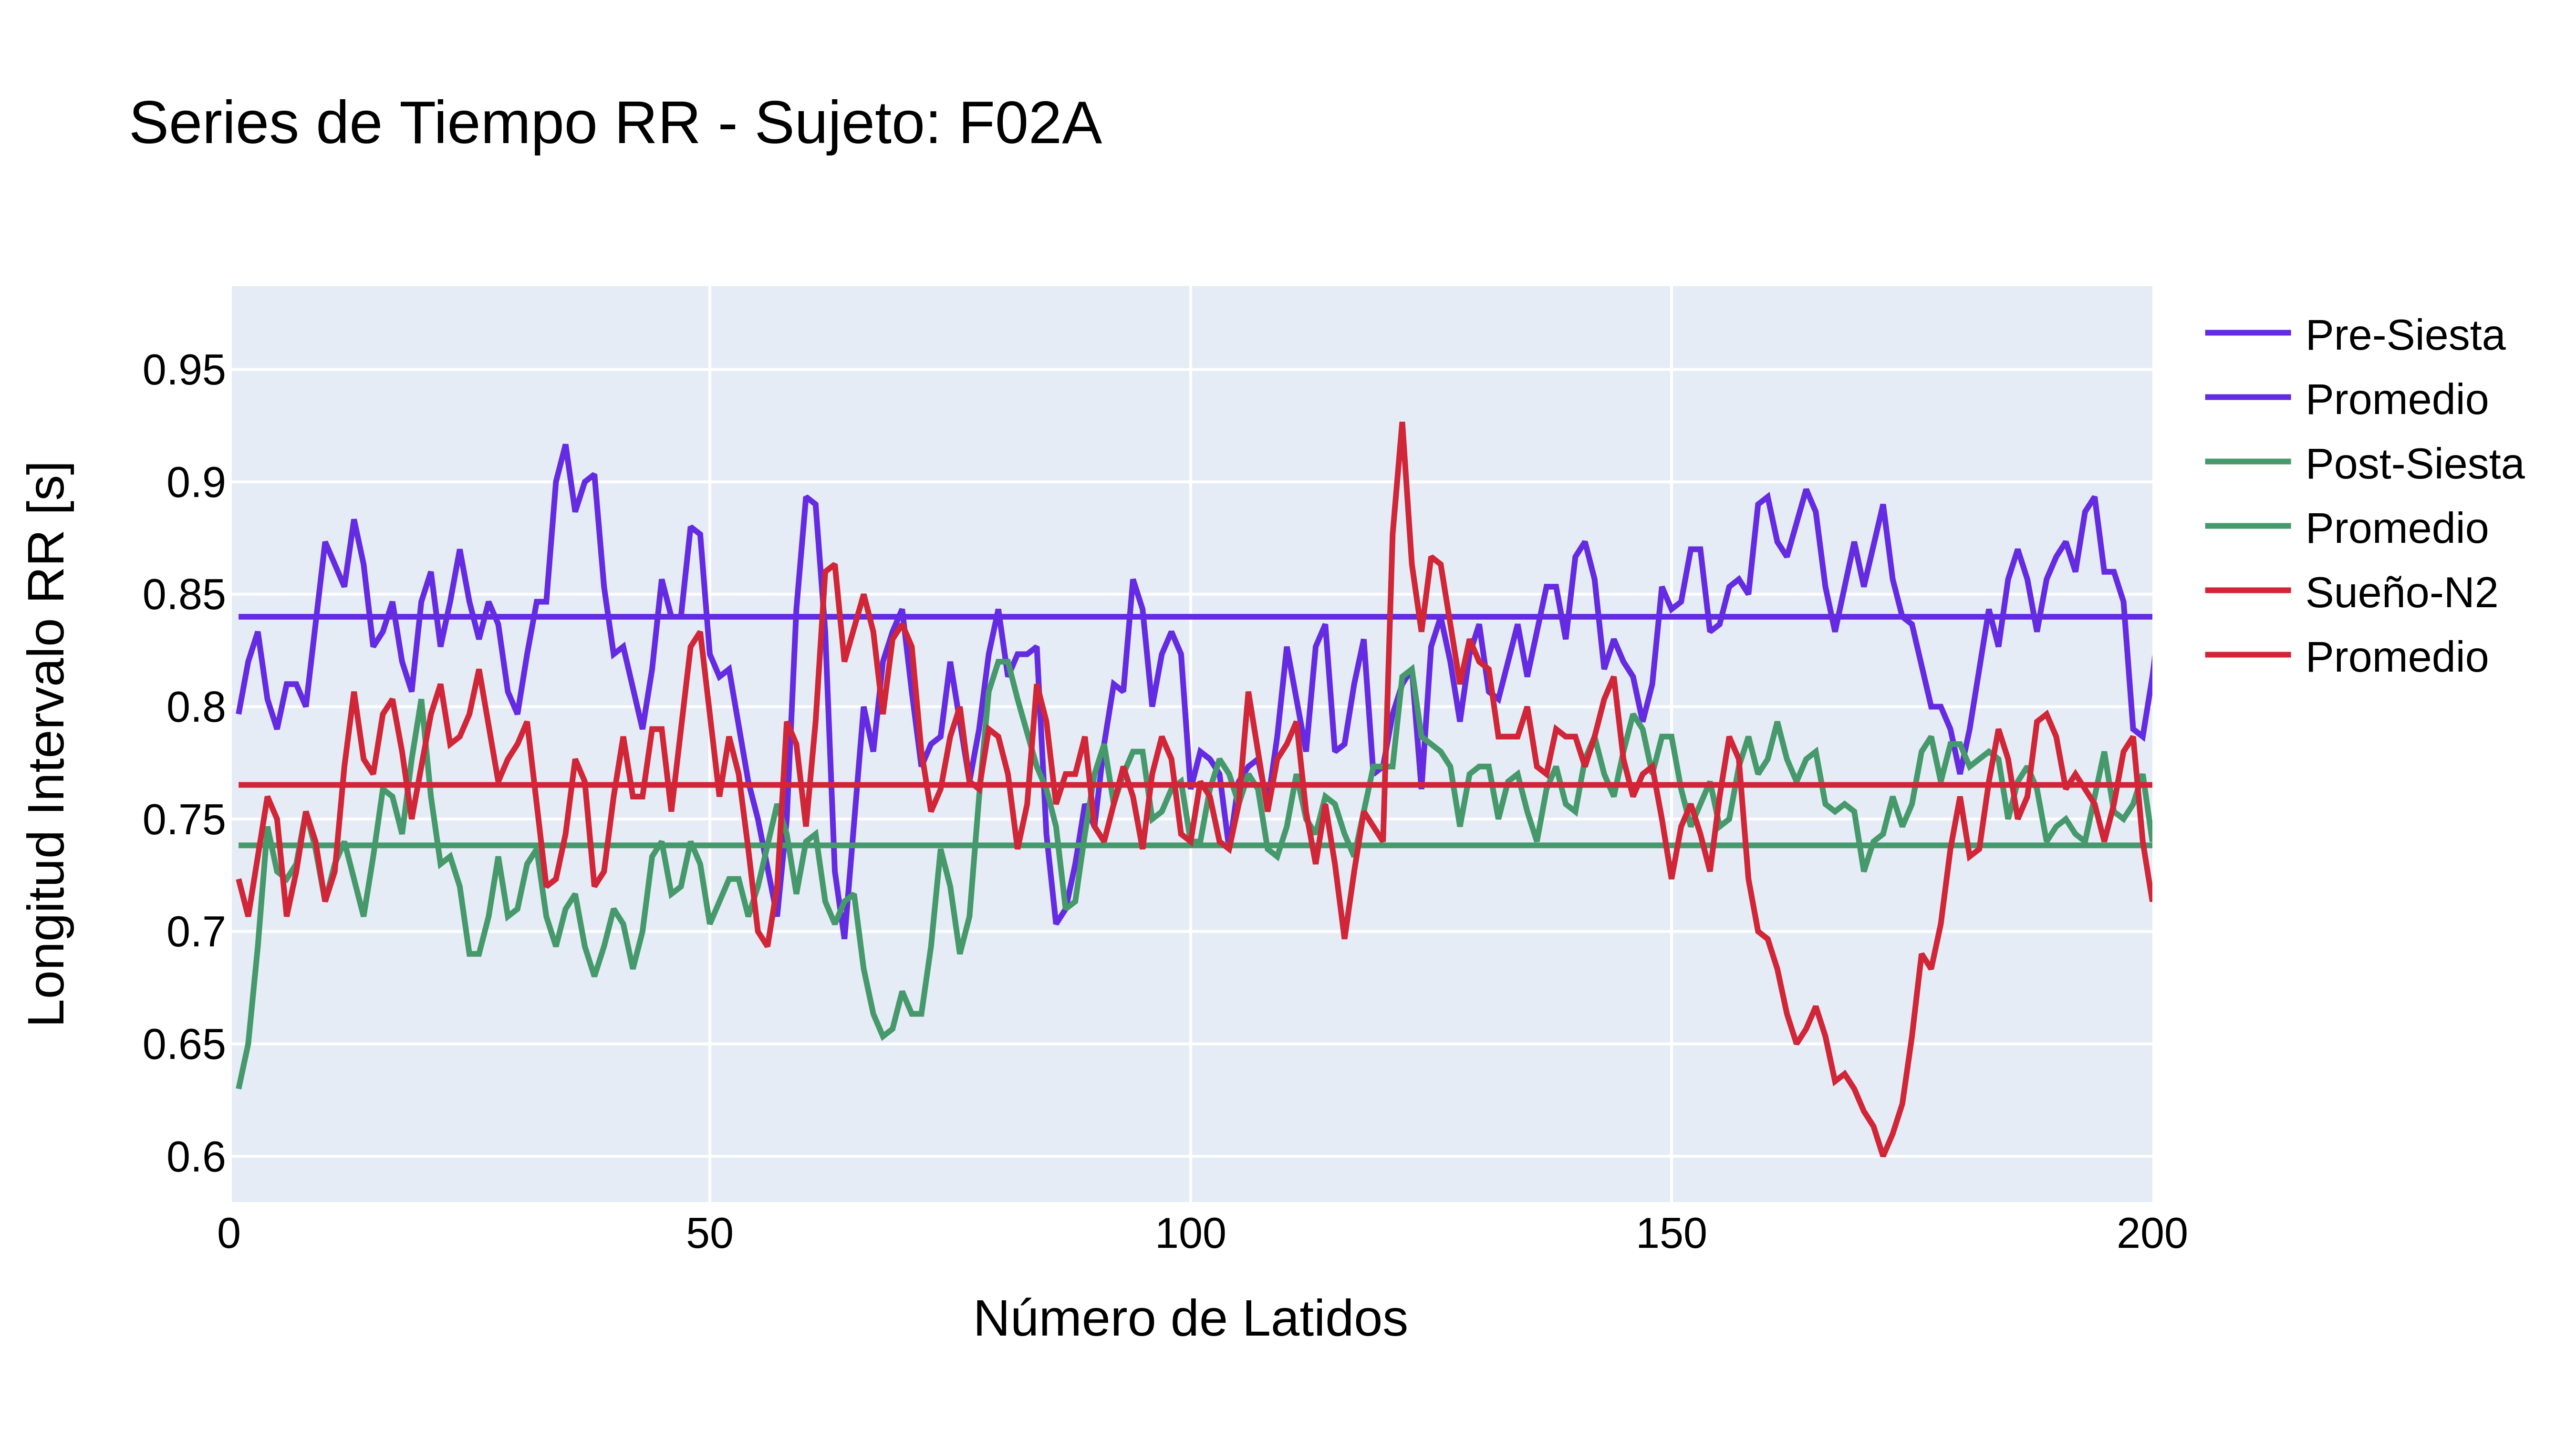 Series de Tiempo RR - Sujeto: F02A
Longitud Intervalo RR [s]
0.95
0.9
0.85
0.8
0.75
0.7
0.65
0.6
0
50
100
150
200
Número de Latidos
Pre-Siesta
Promedio
Post-Siesta
Promedio
Sueño-N2
Promedio